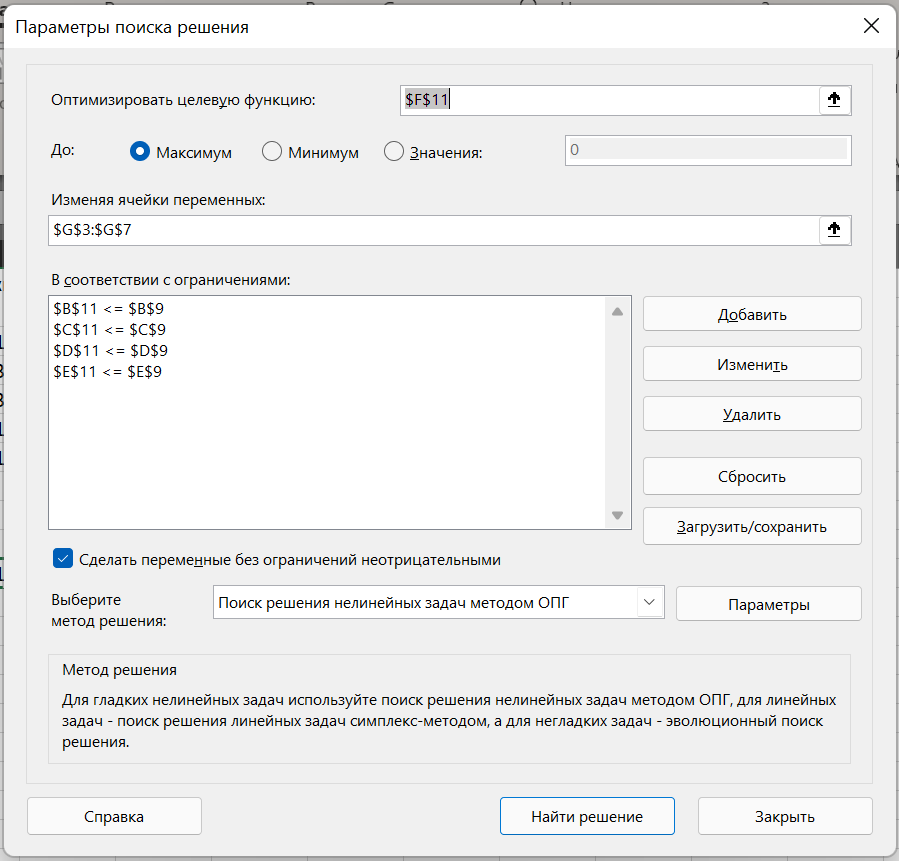 Параметры поиска решения
Оптимизировать целевую функцию:
$F$11
До:
Максимум
Минимум
Значения:
0
Изменяя ячейки переменных:
$G$3:$G$7
В соответствии с ограничениями:
$B$11 <= $B$9
$C$11 <= $C$9
$D$11 <= $D$9
$E$11 <= $E$9
Добавить
Изменить
Удалить
Сбросить
Загрузить/сохранить
Сделать переменные без ограничений неотрицательными
Выберите
метод решения:
Поиск решения нелинейных задач методом ОПГ
Параметры
Метод решения
Для гладких нелинейных задач используйте поиск решения нелинейных задач методом ОПГ, для линейных
задач - поиск решения линейных задач симплекс-методом, а для негладких задач - эволюционный поиск
решения.
Справка
Найти решение
Закрыть